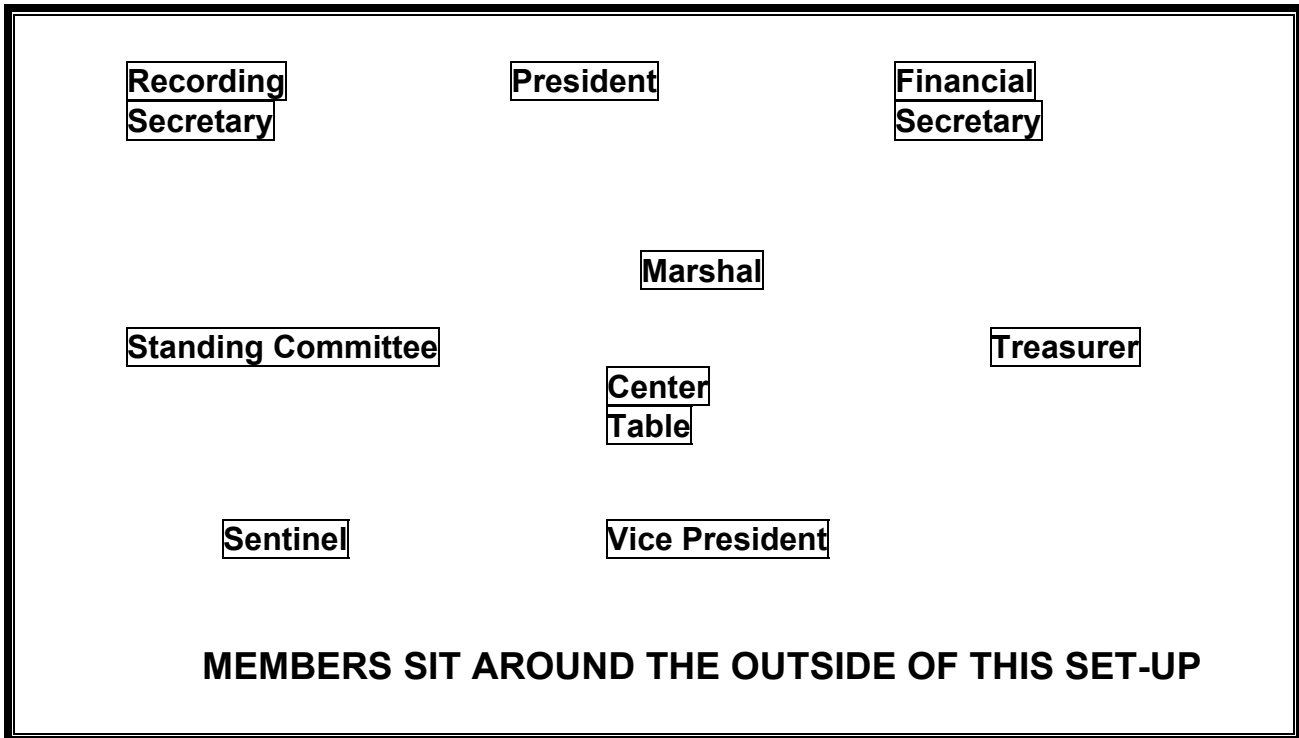 Recording President Financial
Secretary Secretary
Marshal
Standing Committee Treasurer
Center
Table
Sentinel Vice President
MEMBERS SIT AROUND THE OUTSIDE OF THIS SET-UP